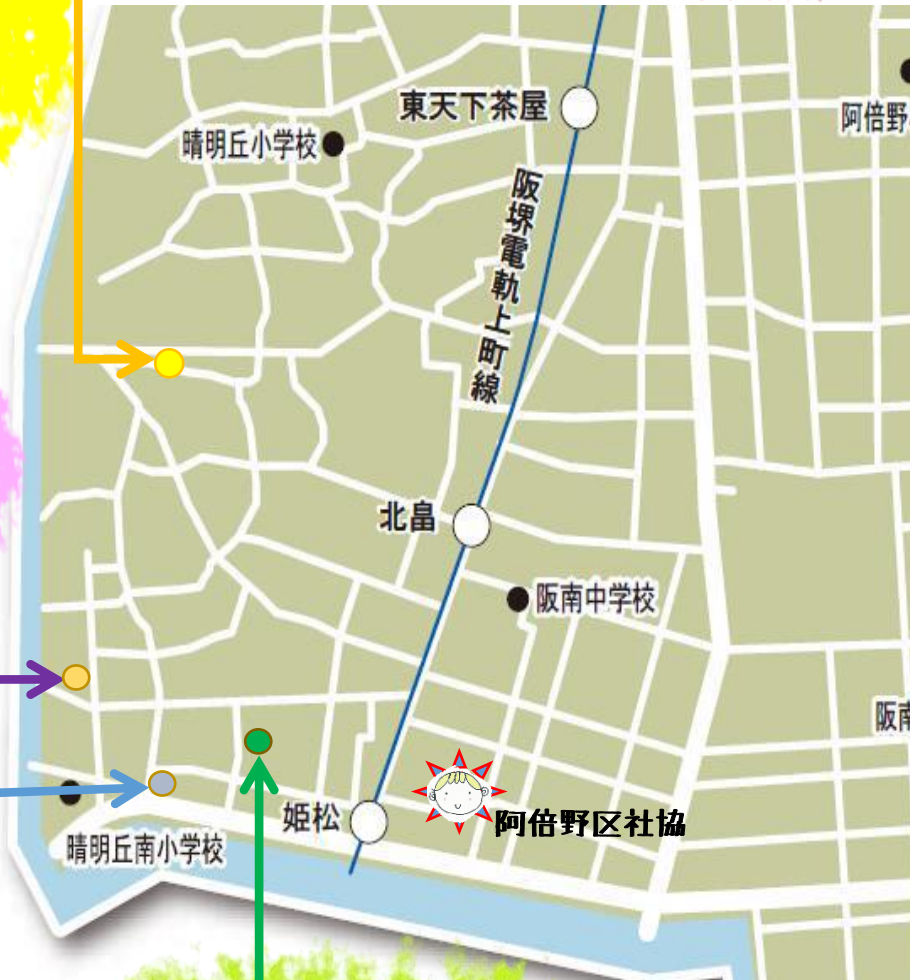 東天下茶屋
阿倍野
晴明丘小学校
阪堺電軌上町線
北畠
阪南中学校
阪南
姫松
阿倍野区社協
晴明丘南小学校